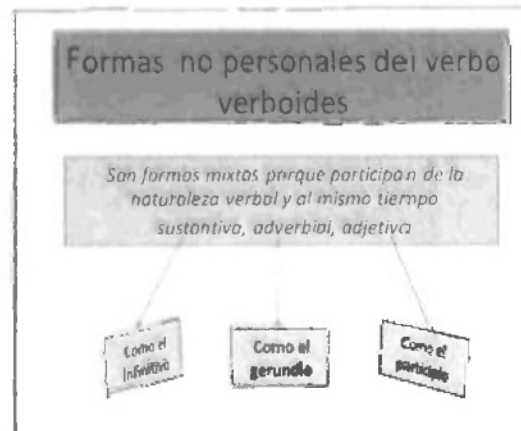 Formas no personales del verbo
verboides
Son formas mixtas porque participan de la
naturaleza verbal y al mismo tiempo
sustantiva, adverbial, adjetiva
Como el
infinitivo
Como el
gerundio
Como el
participio